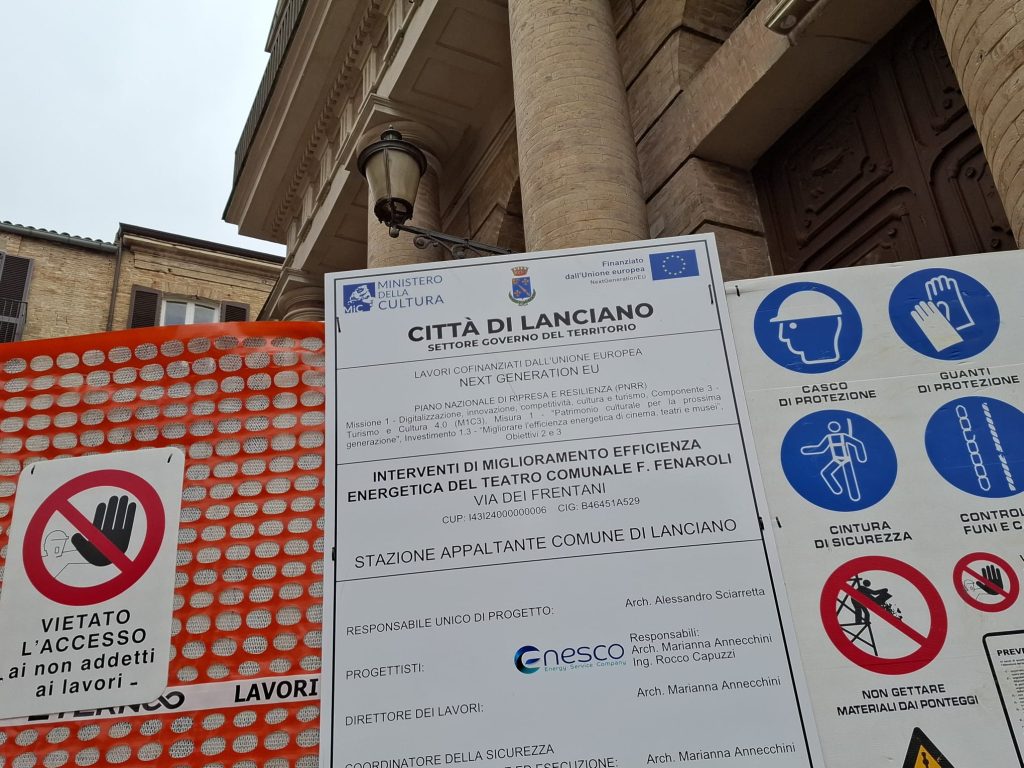 MINISTERO
DELLA
CULTURA
MiC
Finanziato
dall'Unione europea
NextGenerationEU
CITTÀ DI LANCIANO
SETTORE GOVERNO DEL TERRITORIO
LAVORI COFINANZIATI DALL'UNIONE EUROPEA
NEXT GENERATION EU
PIANO NAZIONALE DI RIPRESA E RESILIENZA (PNRR)
Missione 1 - Digitalizzazione, innovazione, competitività, cultura e turismo, Componente 3 -
Turismo e Cultura 4.0 (M1C3), Misura 1 - "Patrimonio culturale per la prossima
generazione", Investimento 1.3 - "Migliorare l'efficienza energetica di cinema, teatri e musei",
Obiettivi 2 e 3
INTERVENTI DI MIGLIORAMENTO EFFICIENZA
ENERGETICA DEL TEATRO COMUNALE F. FENAROLI
VIA DEI FRENTANI
CUP: I43I24000000006 CIG: B46451A529
STAZIONE APPALTANTE COMUNE DI LANCIANO
RESPONSABILE UNICO DI PROGETTO:
Arch. Alessandro Sciarretta
PROGETTISTI:
enesco
Energy Service Company
Responsabili:
Arch. Marianna Annecchini
Ing. Rocco Capuzzi
DIRETTORE DEI LAVORI:
Arch. Marianna Annecchini
COORDINATORE DELLA SICUREZZA
ED ESECUZIONE:
Arch. Marianna Annecchini
VIETATO
L'ACCESSO
ai non addetti
ai lavori -
LAVORI
CASCO
DI PROTEZIONE
GUANTI
DI PROTEZIONE
CINTURA
DI SICUREZZA
CONTROL
FUNI E C
NON GETTARE
MATERIALI DAI PONTEGGI
PREVE